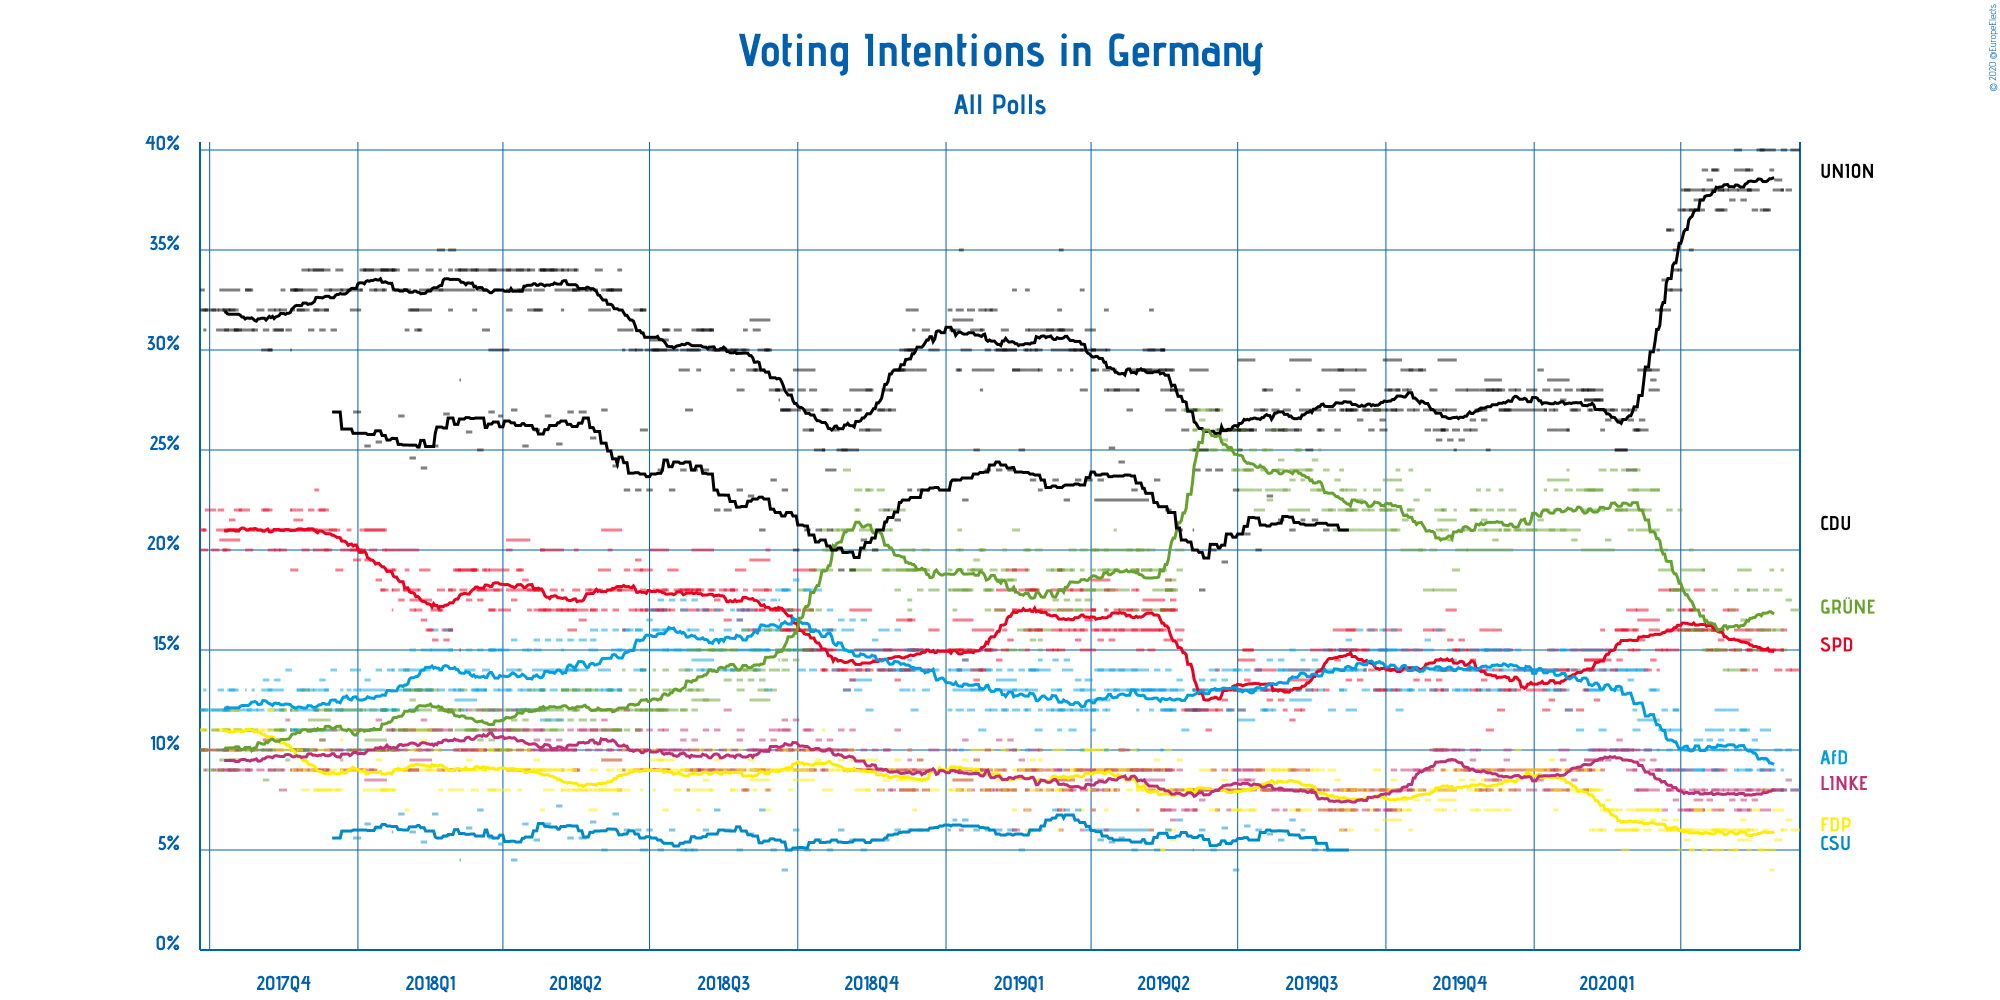 Voting Intentions in Germany
All Polls
© 2020 @EuropeElects
40%
35%
30%
25%
20%
15%
10%
5%
0%
UNION
CDU
GRÜNE
SPD
AfD
LINKE
FDP
CSU
2017Q4 2018Q1 2018Q2 2018Q3 2018Q4 2019Q1 2019Q2 2019Q3 2019Q4 2020Q1